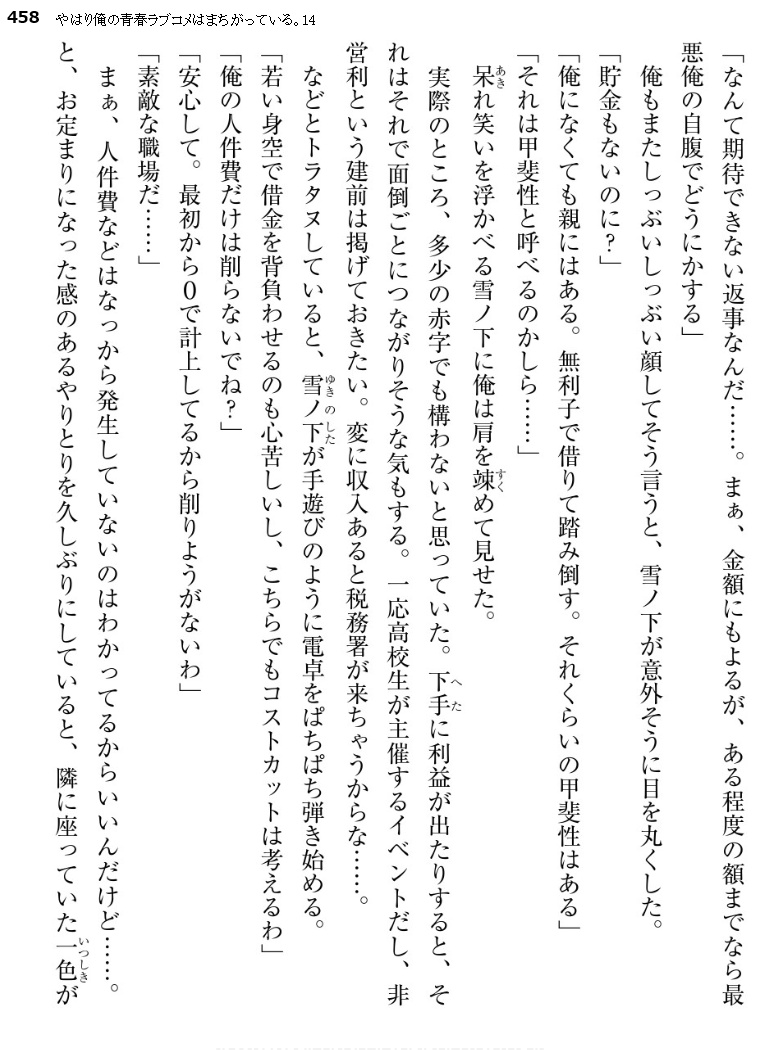 458 やはり俺の青春ラブコメはまちがっている。14
「なんて期待できない返事なんだ……。まぁ、金額にもよるが、ある程度の額までなら最
悪俺の自腹でどうにかする」
俺もまたしっぶいしっぶい顔してそう言うと、雪ノ下が意外そうに目を丸くした。
「貯金もないのに？」
「俺になくても親にはある。無利子で借りて踏み倒す。それくらいの甲斐性はある」
「それは甲斐性と呼べるのかしら……」
呆れ笑いを浮かべる雪ノ下に俺は肩を竦めて見せた。
実際のところ、多少の赤字でも構わないと思っていた。下手に利益が出たりすると、そ
れはそれで面倒ごとにつながりそうな気もする。一応高校生が主催するイベントだし、非
営利という建前は掲げておきたい。変に収入あると税務署が来ちゃうからな……。
などとトラタヌしていると、雪ノ下が手遊びのように電卓をぱちぱち弾き始める。
「若い身空で借金を背負わせるのも心苦しいし、こちらでもコストカットは考えるわ」
「俺の人件費だけは削らないでね？」
「安心して。最初から０で計上してるから削りようがないわ」
「素敵な職場だ……」
まぁ、人件費などはなっから発生していないのはわかってるからいいんだけど……。
と、お定まりになった感のあるやりとりを久しぶりにしていると、隣に座っていた一色が